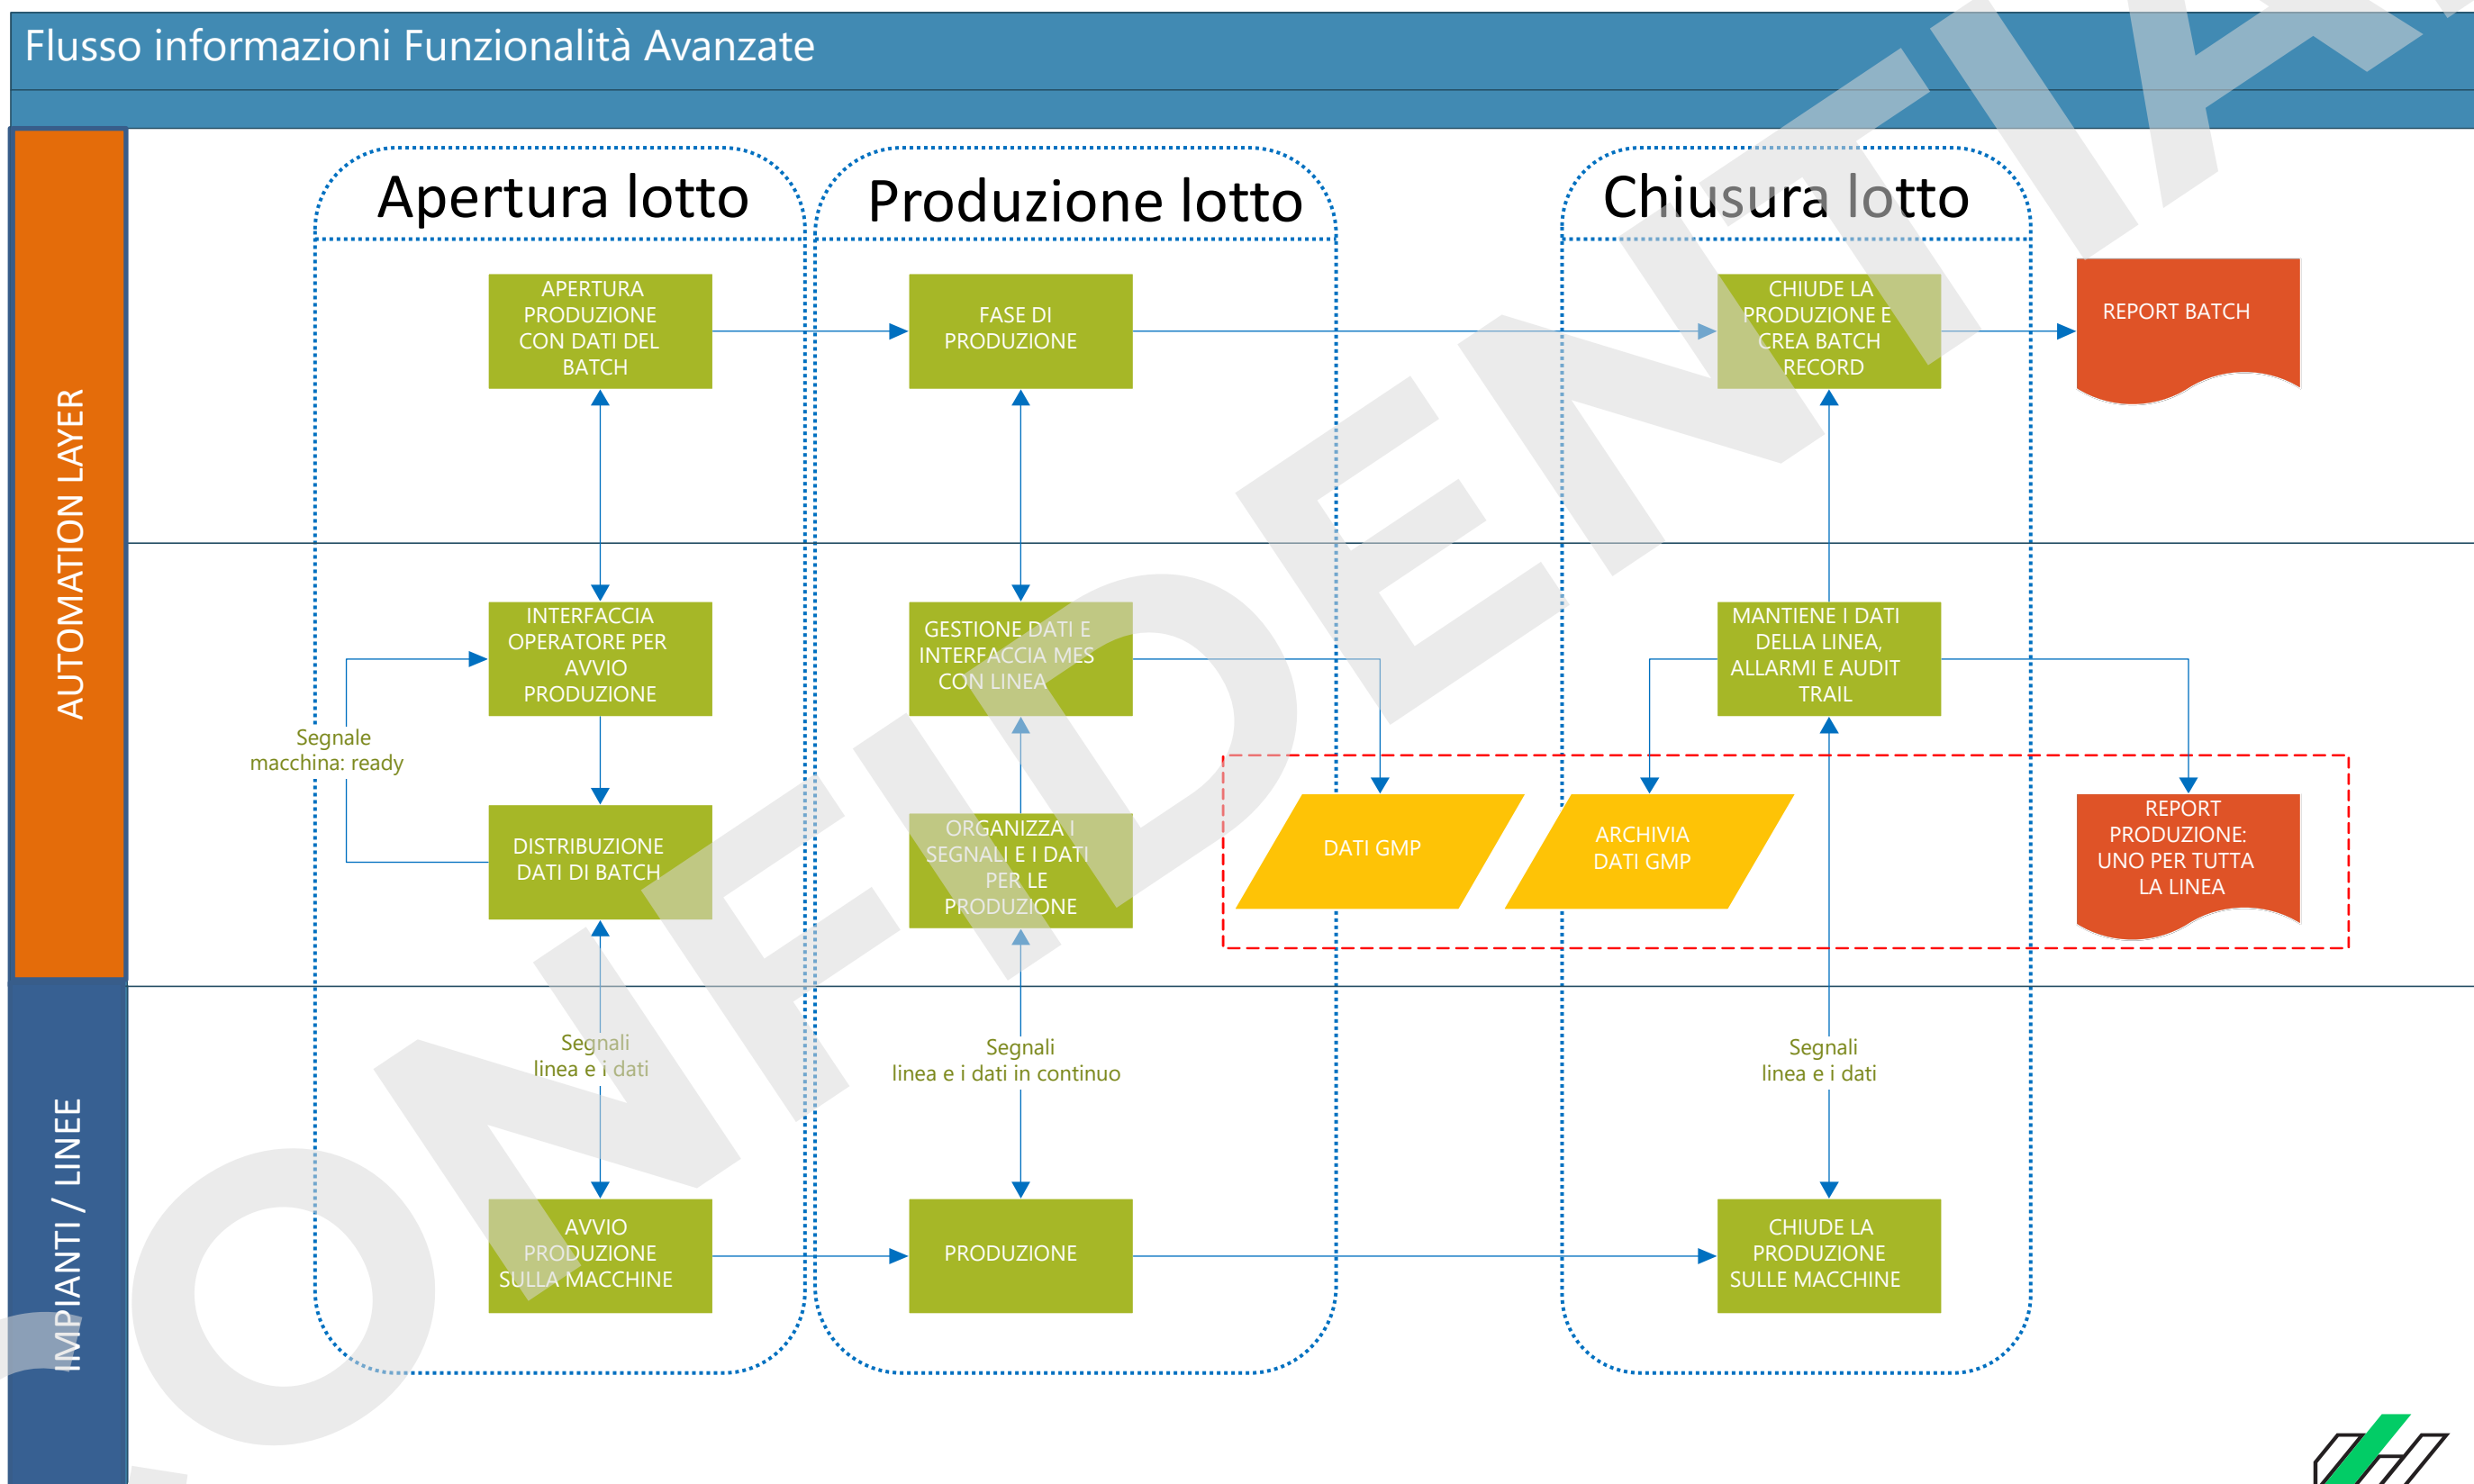 Flusso informazioni Funzionalità Avanzate
AUTOMATION LAYER
IMPIANTI / LINEE
Apertura lotto
Produzione lotto
Chiusura lotto
APERTURA
PRODUZIONE
CON DATI DEL
BATCH
FASE DI
PRODUZIONE
CHIUDE LA
PRODUZIONE E
CREA BATCH
RECORD
REPORT BATCH
INTERFACCIA
OPERATORE PER
AVVIO
PRODUZIONE
GESTIONE DATI E
INTERFACCIA MES
CON LINEA
MANTIENE I DATI
DELLA LINEA,
ALLARMI E AUDIT
TRAIL
Segnale
macchina: ready
DISTRIBUZIONE
DATI DI BATCH
ORGANIZZA I
SEGNALI E I DATI
PER LE
PRODUZIONE
DATI GMP
ARCHIVIA
DATI GMP
REPORT
PRODUZIONE:
UNO PER TUTTA
LA LINEA
Segnali
linea e i dati
Segnali
linea e i dati in continuo
Segnali
linea e i dati
AVVIO
PRODUZIONE
SULLA MACCHINE
PRODUZIONE
CHIUDE LA
PRODUZIONE
SULLE MACCHINE
CONFIDENTIA